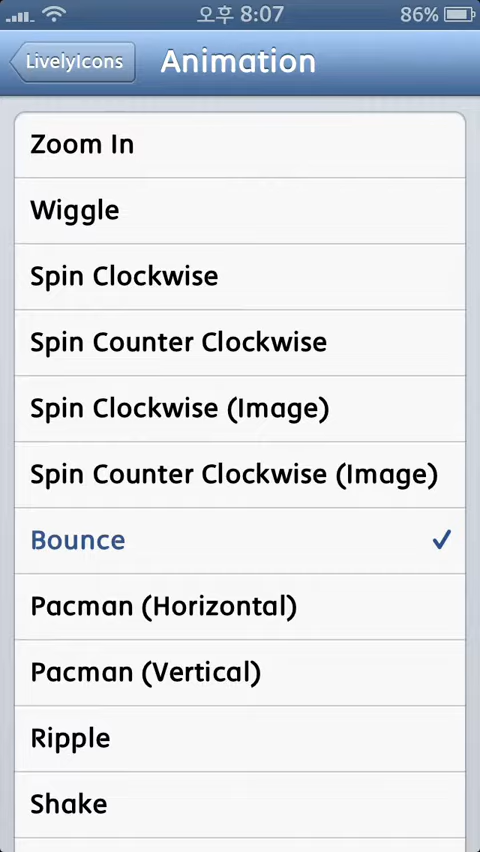 오후 8:07
86%
LivelyIcons
Animation
Zoom In
Wiggle
Spin Clockwise
Spin Counter Clockwise
Spin Clockwise (Image)
Spin Counter Clockwise (Image)
Bounce
Pacman (Horizontal)
Pacman (Vertical)
Ripple
Shake